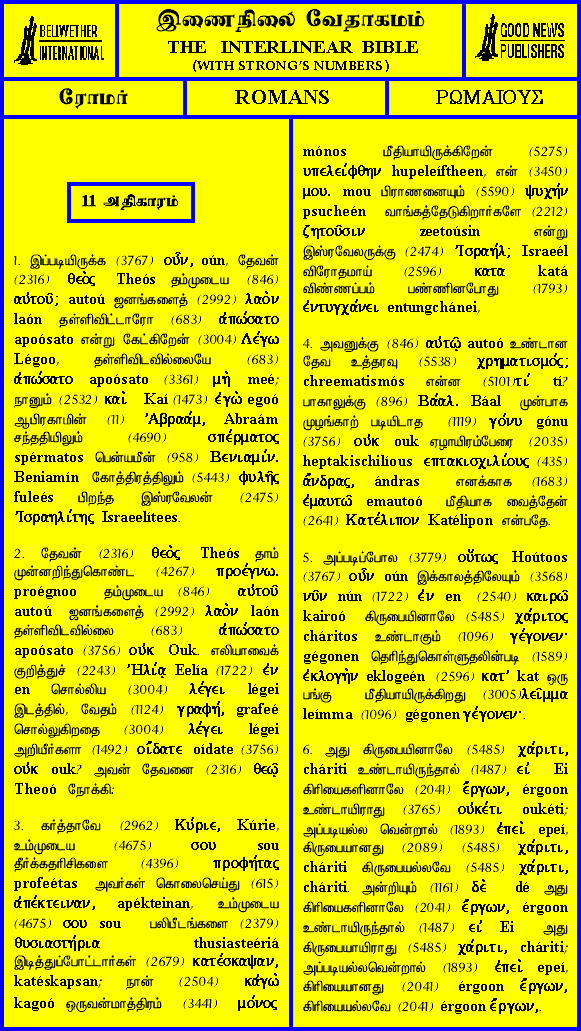 BELLWETHER
INTERNATIONAL
இணைநிலை வேதாகமம்
THE INTERLINEAR BIBLE
(WITH STRONG'S NUMBERS)
GOOD NEWS
PUBLISHERS
ரோமர்
ROMANS
ΡΩΜΑΙΟΥΣ
11 அதிகாரம்
1. இப்படியிருக்க (3767) οὖν, oún, தேவன்
(2316) θεὸς Theós தம்முடைய (846)
αὐτοῦ; autoú ஜனங்களைத் (2992) λαὸν
laón தள்ளிவிட்டாரோ (683) ἀπώσατο
apoósato என்று கேட்கிறேன் (3004) Λέγω
Légoo, தள்ளிவிடவில்லையே (683)
ἀπώσατο apoósato (3361) μὴ meé;
நானும் (2532) καὶ Kaí (1473) ἐγὼ egoó
ஆபிரகாமின் (11) Ἀβραάμ, Abraám
சந்ததியிலும் (4690) σπέρματος
spérmatos பென்யமீன் (958) Βενιαμίν.
Beniamín கோத்திரத்திலும் (5443) φυλῆς
fuleés பிறந்த இஸ்ரவேலன் (2475)
Ἰσραηλίτης Israeelítees.
2. தேவன் (2316) θεὸς Theós தாம்
முன்னறிந்துகொண்ட (4267) προέγνω.
proégnoo தம்முடைய (846) αὐτοῦ
autoú ஜனங்களைத் (2992) λαὸν laón
தள்ளிவிடவில்லை (683) ἀπώσατο
apoósato (3756) οὐκ Ouk. எலியாவைக்
குறித்துச் (2243) Ἠλίᾳ Eelía (1722) ἐν
en சொல்லிய (3004) λέγει légei
இடத்தில், வேதம் (1124) γραφή, grafeé
சொல்லுகிறதை (3004) λέγει légei
அறியீர்களா (1492) οἴδατε oídate (3756)
οὐκ ouk? அவன் தேவனை (2316) θεῷ
Theoó நோக்கி:
3. கர்த்தாவே (2962) Κύριε, Kúrie,
உம்முடைய (4675) σου sou
தீர்க்கதரிசிகளை (4396) προφήτας
profeétas அவர்கள் கொலைசெய்து (615)
ἀπέκτειναν, apékteinan, உம்முடைய
(4675) σου sou பலிபீடங்களை (2379)
θυσιαστήρια thusiasteériá
இடித்துப்போட்டார்கள் (2679) κατέσκαψαν,
katéskapsan; நான் (2504) κἀγὼ
kagoó ஒருவன்மாத்திரம் (3441) μόνος
mónos மீதியாயிருக்கிறேன் (5275)
υπελείφθην hupeleíftheen, என் (3450)
μου. mou பிராணனையும் (5590) ψυχήν
psucheén வாங்கத்தேடுகிறார்களே (2212)
ζητοῦσιν zeetoúsin என்று
இஸ்ரவேலருக்கு (2474) Ἰσραήλ; Israeél
விரோதமாய் (2596) κατα katá
விண்ணப்பம் பண்ணினபோது (1793)
ἐντυγχάνει entungchánei,
4. அவனுக்கு (846) αὐτῷ autoó உண்டான
தேவ உத்தரவு (5538) χρηματισμός;
chreematismós என்ன (5101)τί tí?
பாகாலுக்கு (896) Βάαλ. Báal முன்பாக
முழங்காற் படியிடாத (1119) γόνυ gónu
(3756) οὐκ ouk ஏழாயிரம்பேரை (2035)
heptakischilíous επτακισχιλίους (435)
ἄνδρας, ándras எனக்காக (1683)
ἐμαυτῶ emautoó மீதியாக வைத்தேன்
(2641) Κατέλιπον Katélipon என்பதே.
5. அப்படிப்போல (3779) οὕτως Hoútoos
(3767) οὖν oún இக்காலத்திலேயும் (3568)
νῦν nún (1722) ἐν en (2540) καιρῶ
kairoó கிருபையினாலே (5485) χάριτος
cháritos உண்டாகும் (1096) γέγονεν·
gégonen தெரிந்துகொள்ளுதலின்படி (1589)
ἐκλογὴν eklogeén (2596) κατ' kat ஒரு
பங்கு மீதியாயிருக்கிறது (3005)λεῖμμα
leímma (1096) gégonen γέγονεν·.
6. அது கிருபையினாலே (5485) χάριτι,
cháriti உண்டாயிருந்தால் (1487) εἰ Ei
கிரியைகளினாலே (2041) ἔργων, érgoon
உண்டாயிராது (3765) οὐκέτι oukéti;
அப்படியல்ல வென்றால் (1893) ἐπεὶ epeí,
கிருபையானது (2089) (5485) χάριτι,
cháriti கிருபையல்லவே (5485) χάριτι,
cháriti. அன்றியும் (1161) δὲ dé அது
கிரியைகளினாலே (2041) ἔργων, érgoon
உண்டாயிருந்தால் (1487) εἰ Ei அது
கிருபையாயிராது (5485) χάριτι, cháriti;
அப்படியல்லவென்றால் (1893) ἐπεὶ epeí,
கிரியையானது (2041) érgoon ἔργων,
கிரியையல்லவே (2041) érgoon ἔργων,.